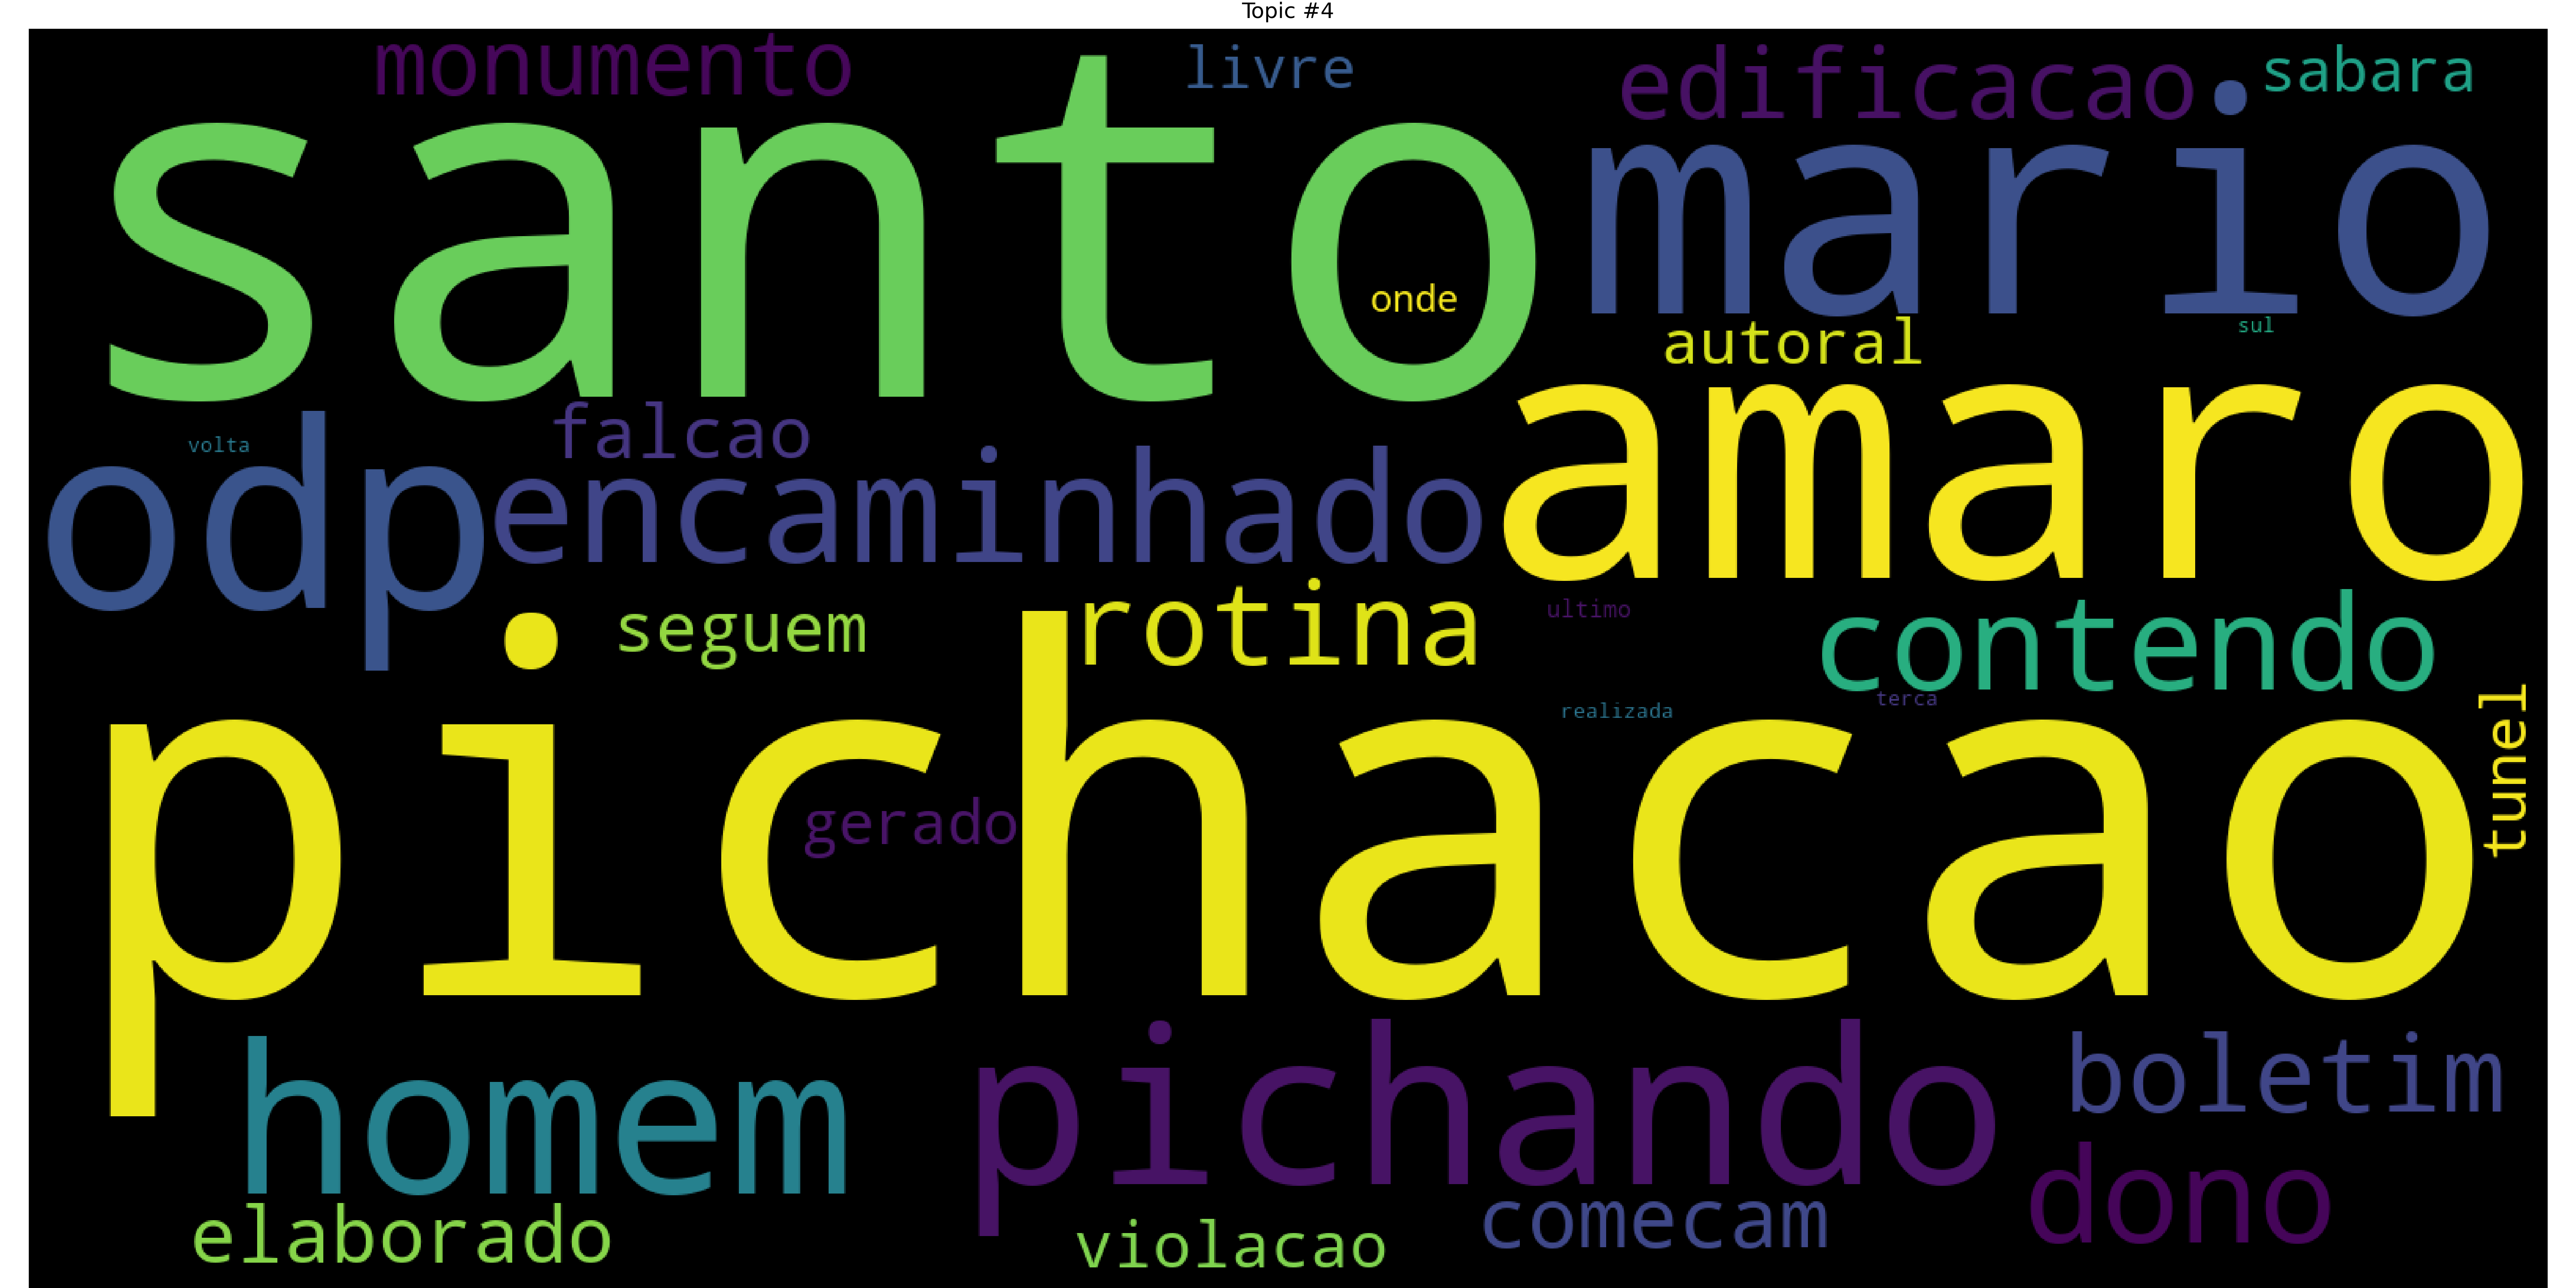 Topic #4
monumento
livre
edificacao
sabara
santo
mario
onde
autoral
sul
amaro
volta
falcao
odp
encaminhado
seguem
rotina
ultimo
contendo
terca
realizada
tunel
pichacao
gerado
homem
pichando
boletim
dono
elaborado
violacao
comecam